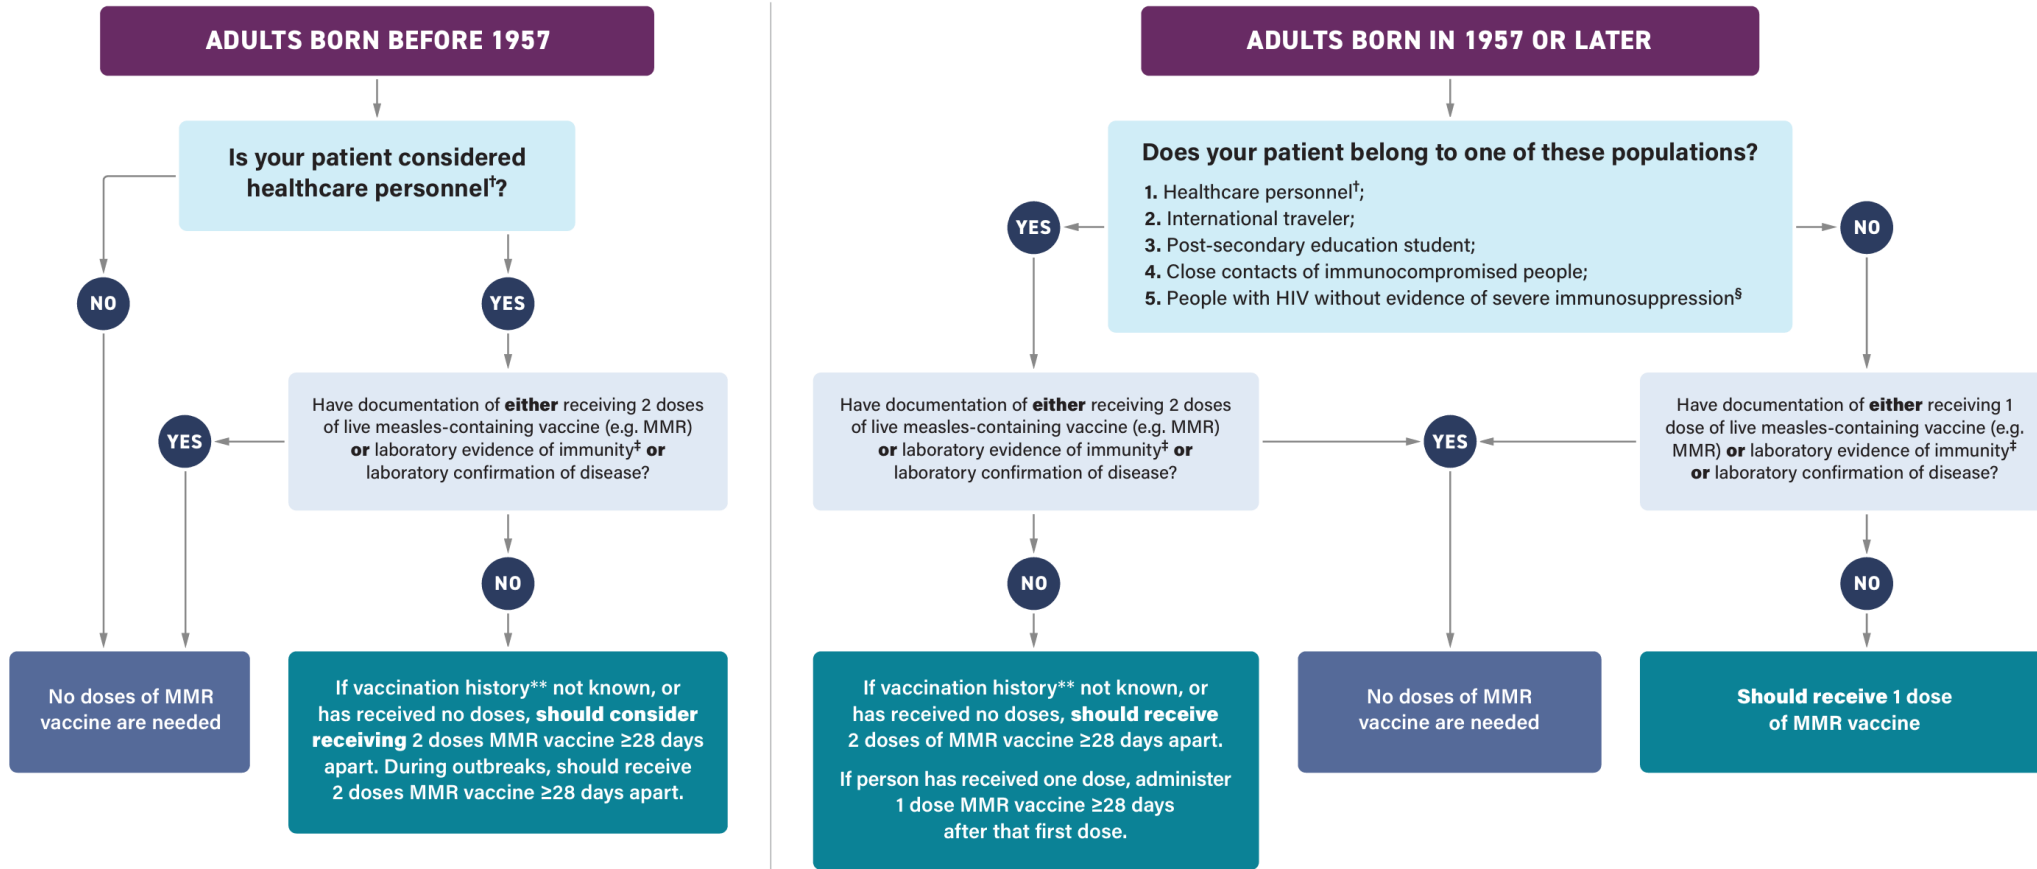 ADULTS BORN BEFORE 1957
Is your patient considered
healthcare personnel†?
NO
YES
Have documentation of either receiving 2 doses
of live measles-containing vaccine (e.g. MMR)
or laboratory evidence of immunity‡ or
laboratory confirmation of disease?
YES
NO
No doses of MMR
vaccine are needed
If vaccination history** not known, or
has received no doses, should consider
receiving 2 doses MMR vaccine ≥28 days
apart. During outbreaks, should receive
2 doses MMR vaccine ≥28 days apart.
ADULTS BORN IN 1957 OR LATER
Does your patient belong to one of these populations?
1. Healthcare personnel†;
2. International traveler;
3. Post-secondary education student;
4. Close contacts of immunocompromised people;
5. People with HIV without evidence of severe immunosuppression§
YES
NO
Have documentation of either receiving 2 doses
of live measles-containing vaccine (e.g. MMR)
or laboratory evidence of immunity‡ or
laboratory confirmation of disease?
YES
Have documentation of either receiving 1
dose of live measles-containing vaccine (e.g.
MMR) or laboratory evidence of immunity‡
or laboratory confirmation of disease?
NO
NO
If vaccination history** not known, or
has received no doses, should receive
2 doses of MMR vaccine ≥28 days apart.
If person has received one dose, administer
1 dose MMR vaccine ≥28 days
after that first dose.
No doses of MMR
vaccine are needed
Should receive 1 dose
of MMR vaccine